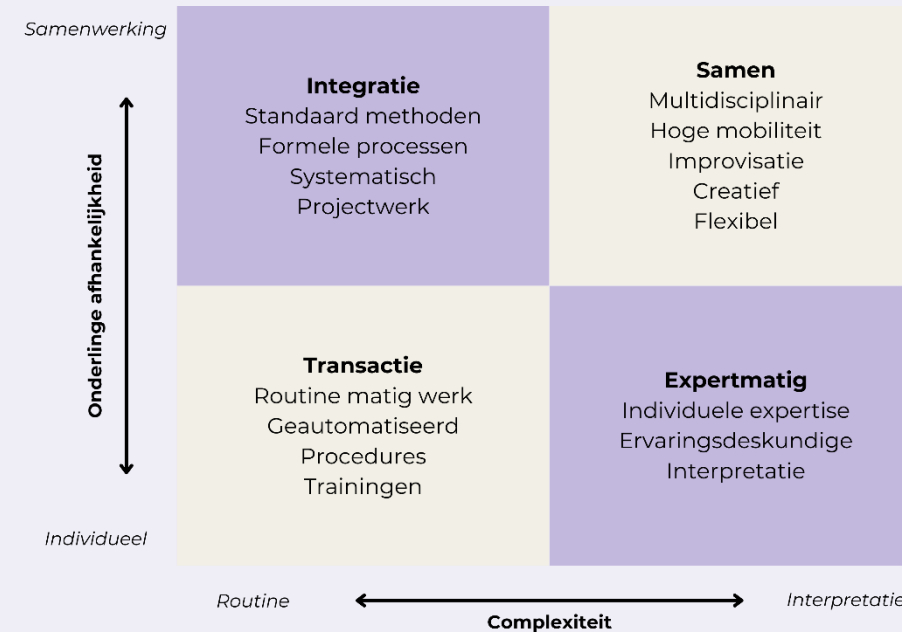 Samenwerking
Onderlinge afhankelijkheid
Individueel
Integratie
Standaard methoden
Formele processen
Systematisch
Projectwerk
Samen
Multidisciplinair
Hoge mobiliteit
Improvisatie
Creatief
Flexibel
Transactie
Routine matig werk
Geautomatiseerd
Procedures
Trainingen
Expertmatig
Individuele expertise
Ervaringsdeskundige
Interpretatie
Routine
Complexiteit
Interpretatie